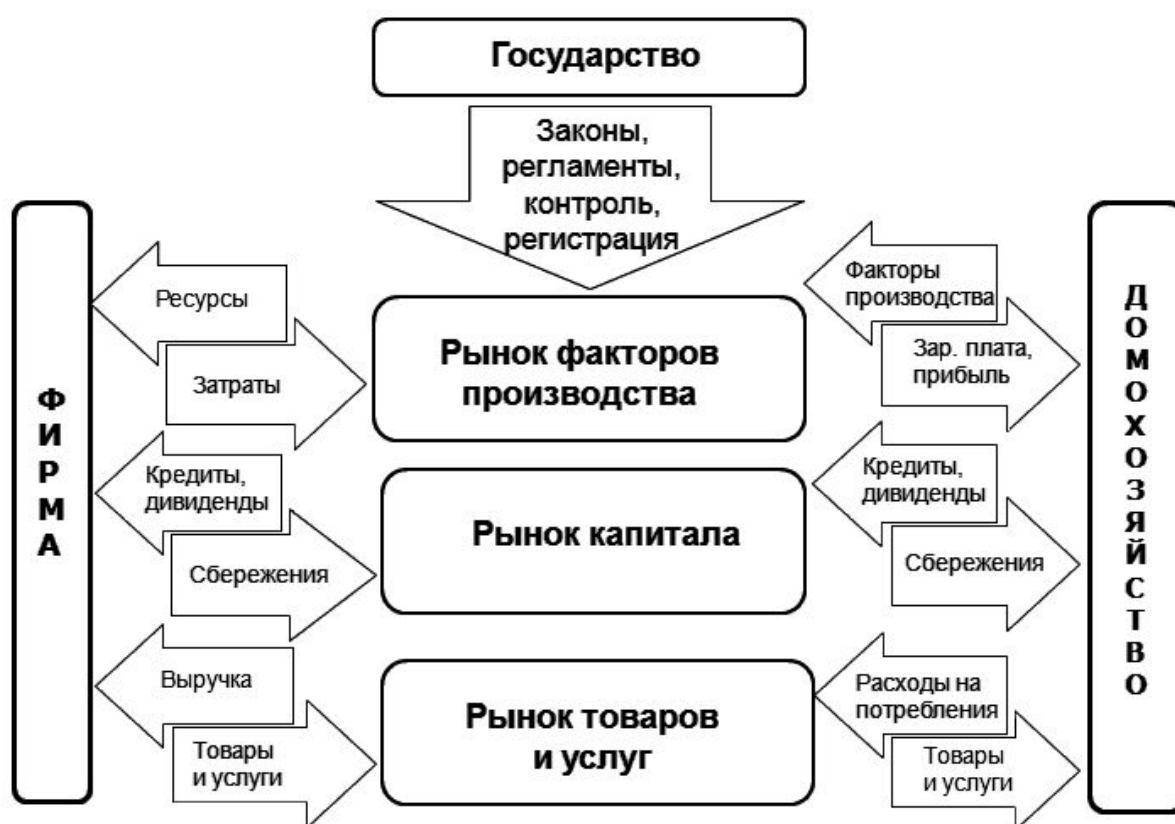 Государство
Законы,
регламенты,
контроль,
регистрация
ФИРМА
Ресурсы
Затраты
Рынок факторов
производства
Факторы
производства
Зар. плата,
прибыль
Кредиты,
дивиденды
Сбережения
Рынок капитала
Кредиты,
дивиденды
Сбережения
Выручка
Товары
и услуги
Рынок товаров
и услуг
Расходы на
потребления
Товары
и услуги
ДОМОХОЗЯЙСТВО